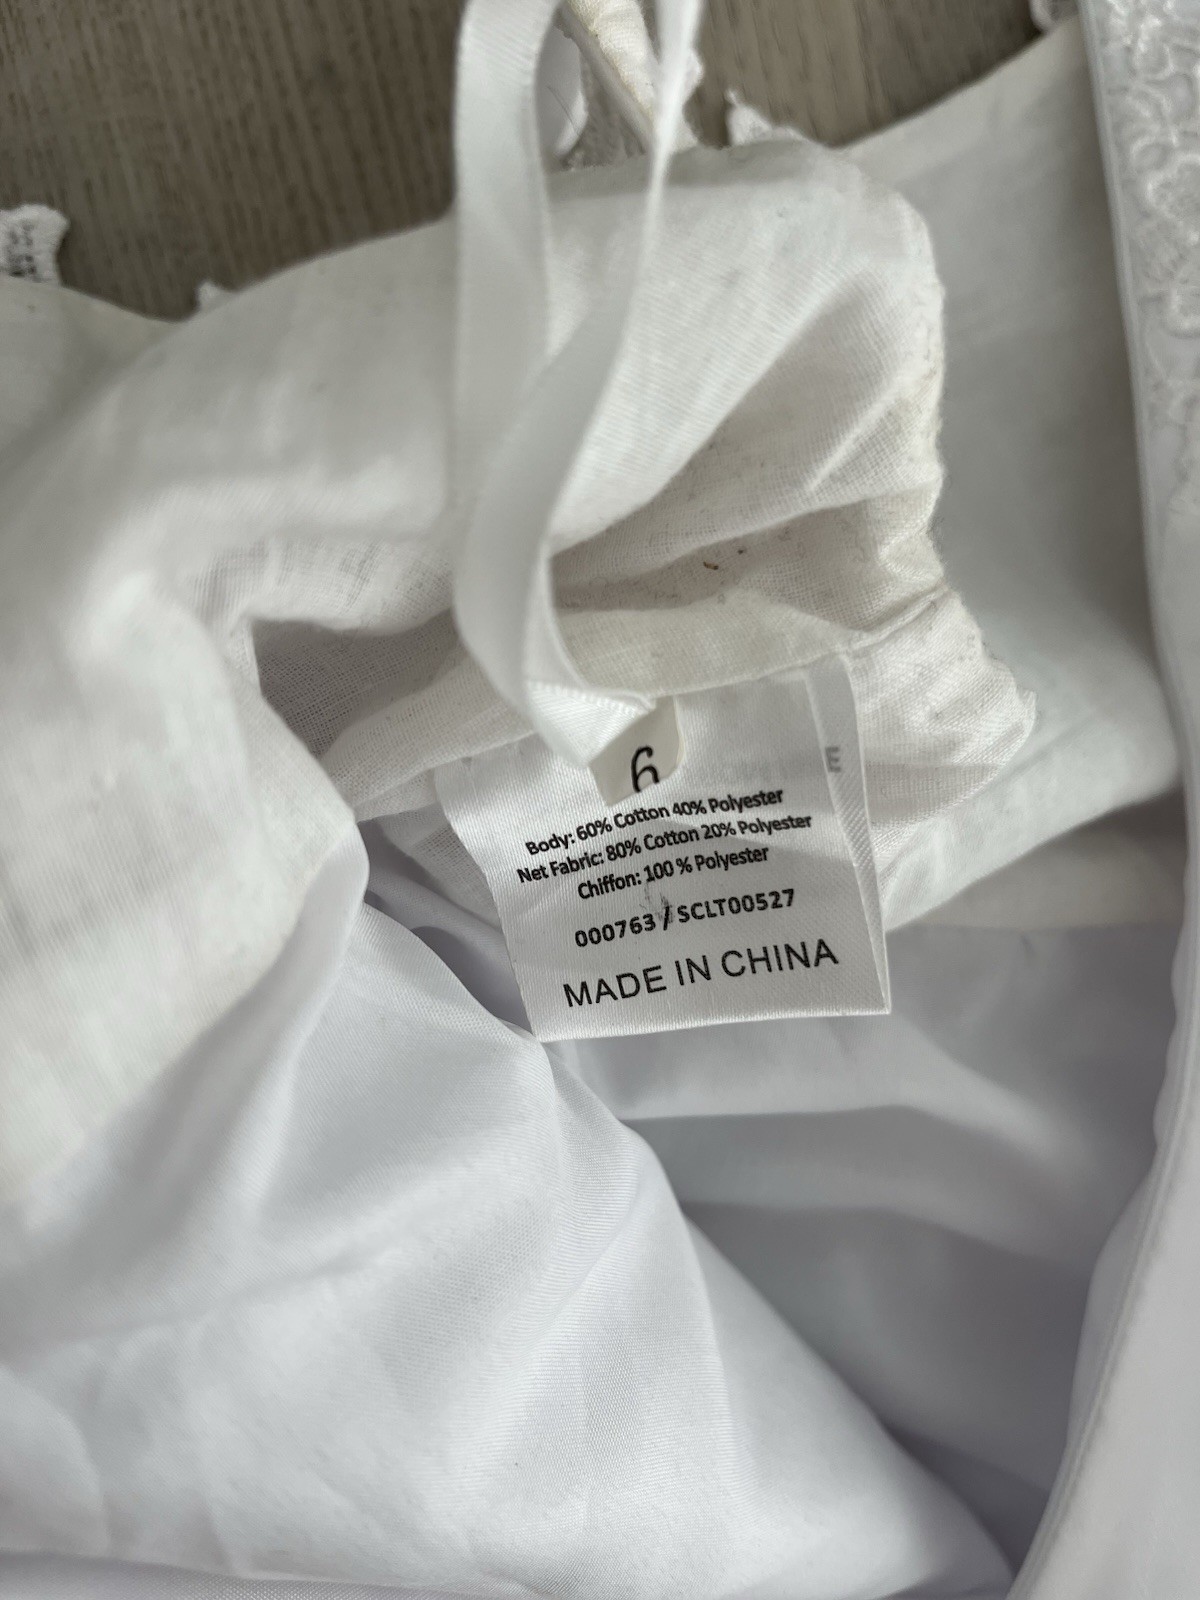 6
Body: 60% Cotton 40% Polyester
Net Fabric: 80% Cotton 20% Polyester
Chiffon: 100 % Polyester
000763 / SCLT00527
MADE IN CHINA